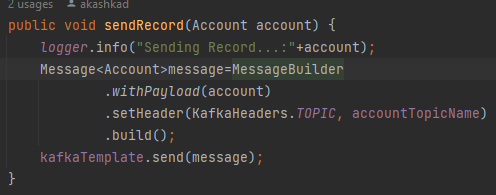 2 usages akashkad
public void sendRecord(Account account) {
    logger.info("Sending Record...:"+account);
    Message<Account>message=MessageBuilder
            .withPayload(account)
            .setHeader(KafkaHeaders.TOPIC, accountTopicName)
            .build();
    kafkaTemplate.send(message);
}